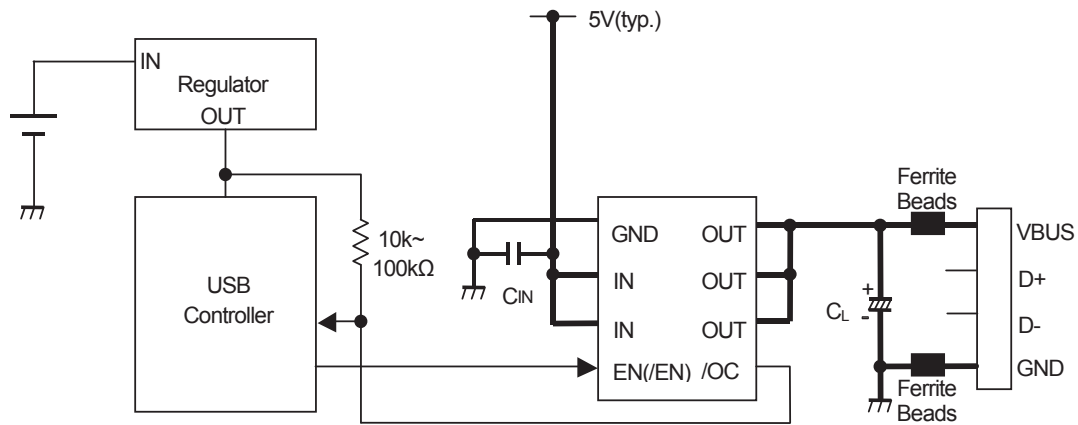 5V(typ.)
IN
Regulator
OUT
10k~
100kΩ
USB
Controller
CIN
GND
OUT
IN
OUT
IN
OUT
EN(/EN)
/OC
Ferrite
Beads
+
CL
-
Ferrite
Beads
VBUS
D+
D-
GND